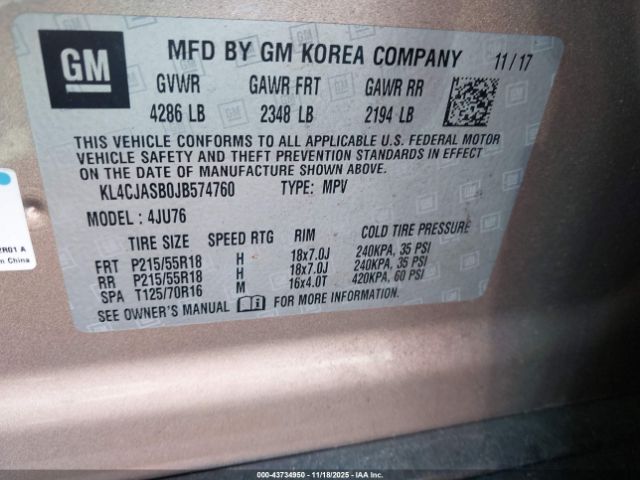 GM
MFD BY GM KOREA COMPANY 11/17
GVWR GAWR FRT GAWR RR
4286 LB 2348 LB 2194 LB
THIS VEHICLE CONFORMS TO ALL APPLICABLE U.S. FEDERAL MOTOR
VEHICLE SAFETY AND THEFT PREVENTION STANDARDS IN EFFECT
ON THE DATE OF MANUFACTURE SHOWN ABOVE.
KL4CJASB0JB574760 TYPE: MPV
MODEL: 4JU76
TIRE SIZE SPEED RTG RIM COLD TIRE PRESSURE
FRT P215/55R18 H 18x7.0J 240KPA, 35 PSI
RR P215/55R18 H 18x7.0J 240KPA, 35 PSI
SPA T125/70R16 M 16x4.0T 420KPA, 60 PSI
SEE OWNER'S MANUAL FOR MORE INFORMATION.
2R01 A
China
000-43734950 | 11/18/2025 | IAAI.COM